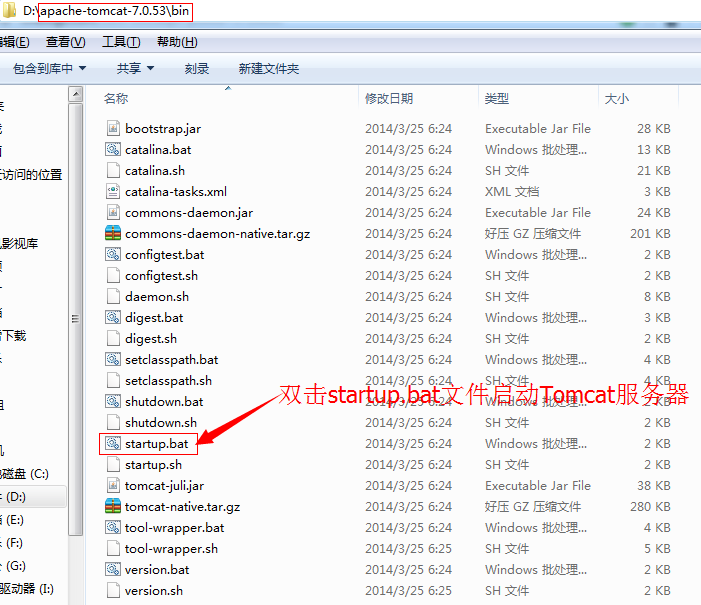 D:\apache-tomcat-7.0.53\bin
编辑(E) 查看(V) 工具(T) 帮助(H)
包含到库中 共享 刻录 新建文件夹
名称 修改日期 类型 大小
bootstrap.jar 2014/3/25 6:24 Executable Jar File 28 KB
catalina.bat 2014/3/25 6:24 Windows 批处理... 13 KB
catalina.sh 2014/3/25 6:24 SH 文件 21 KB
访问的位置 catalina-tasks.xml 2014/3/25 6:24 XML 文档 3 KB
commons-daemon.jar 2014/3/25 6:24 Executable Jar File 24 KB
commons-daemon-native.tar.gz 2014/3/25 6:24 好压 GZ 压缩文件 201 KB
影视库
configtest.bat 2014/3/25 6:24 Windows 批处理... 2 KB
configtest.sh 2014/3/25 6:24 SH 文件 2 KB
daemon.sh 2014/3/25 6:24 SH 文件 8 KB
digest.bat 2014/3/25 6:24 Windows 批处理... 2 KB
下载 digest.sh 2014/3/25 6:24 SH 文件 2 KB
setclasspath.bat 2014/3/25 6:24 Windows 批处理... 4 KB
setclasspath.sh 2014/3/25 6:24 SH 文件 4 KB
双击startup.bat文件启动Tomcat服务器
shutdown.bat 2014/3/25 6:24 Windows 批处理... 2 KB
shutdown.sh 2014/3/25 6:24 SH 文件 2 KB
startup.bat 2014/3/25 6:24 Windows 批处理... 2 KB
startup.sh 2014/3/25 6:24 SH 文件 2 KB
磁盘 (C:)
tomcat-juli.jar 2014/3/25 6:24 Executable Jar File 38 KB
(D:)
tomcat-native.tar.gz 2014/3/25 6:24 好压 GZ 压缩文件 280 KB
(E:)
tool-wrapper.bat 2014/3/25 6:24 Windows 批处理... 4 KB
(F:)
tool-wrapper.sh 2014/3/25 6:25 SH 文件 5 KB
(G:)
version.bat 2014/3/25 6:24 Windows 批处理... 2 KB
驱动器 (I:)
version.sh 2014/3/25 6:25 SH 文件 2 KB